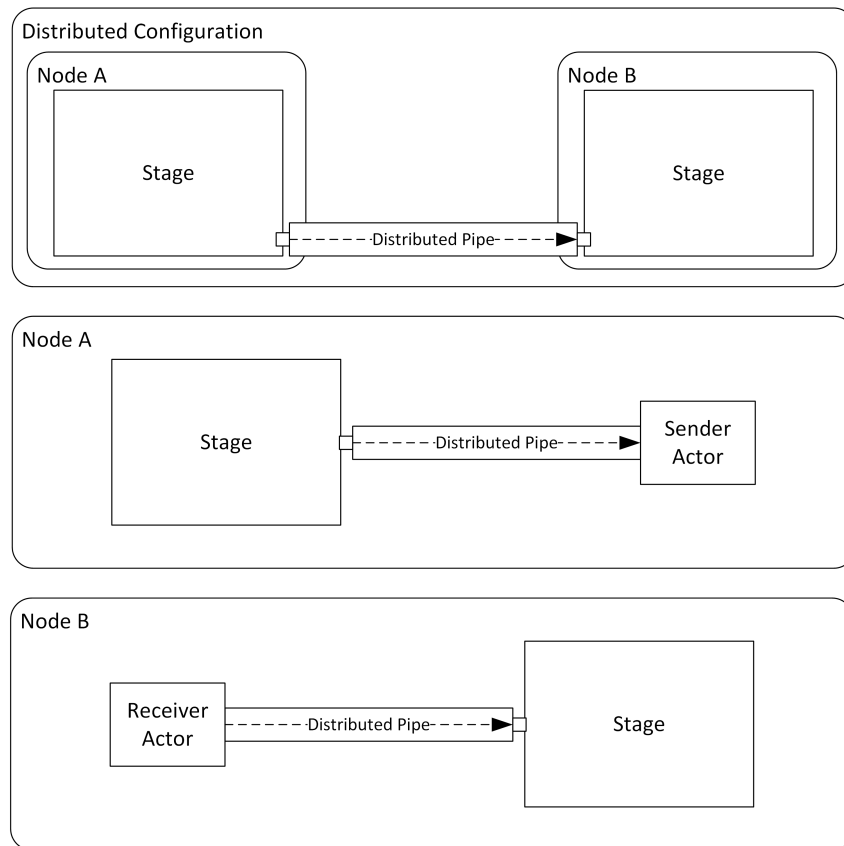 Distributed Configuration
Node A
Node B
Stage
Stage
Distributed Pipe
Node A
Stage
Distributed Pipe
Sender
Actor
Node B
Receiver
Actor
Distributed Pipe
Stage